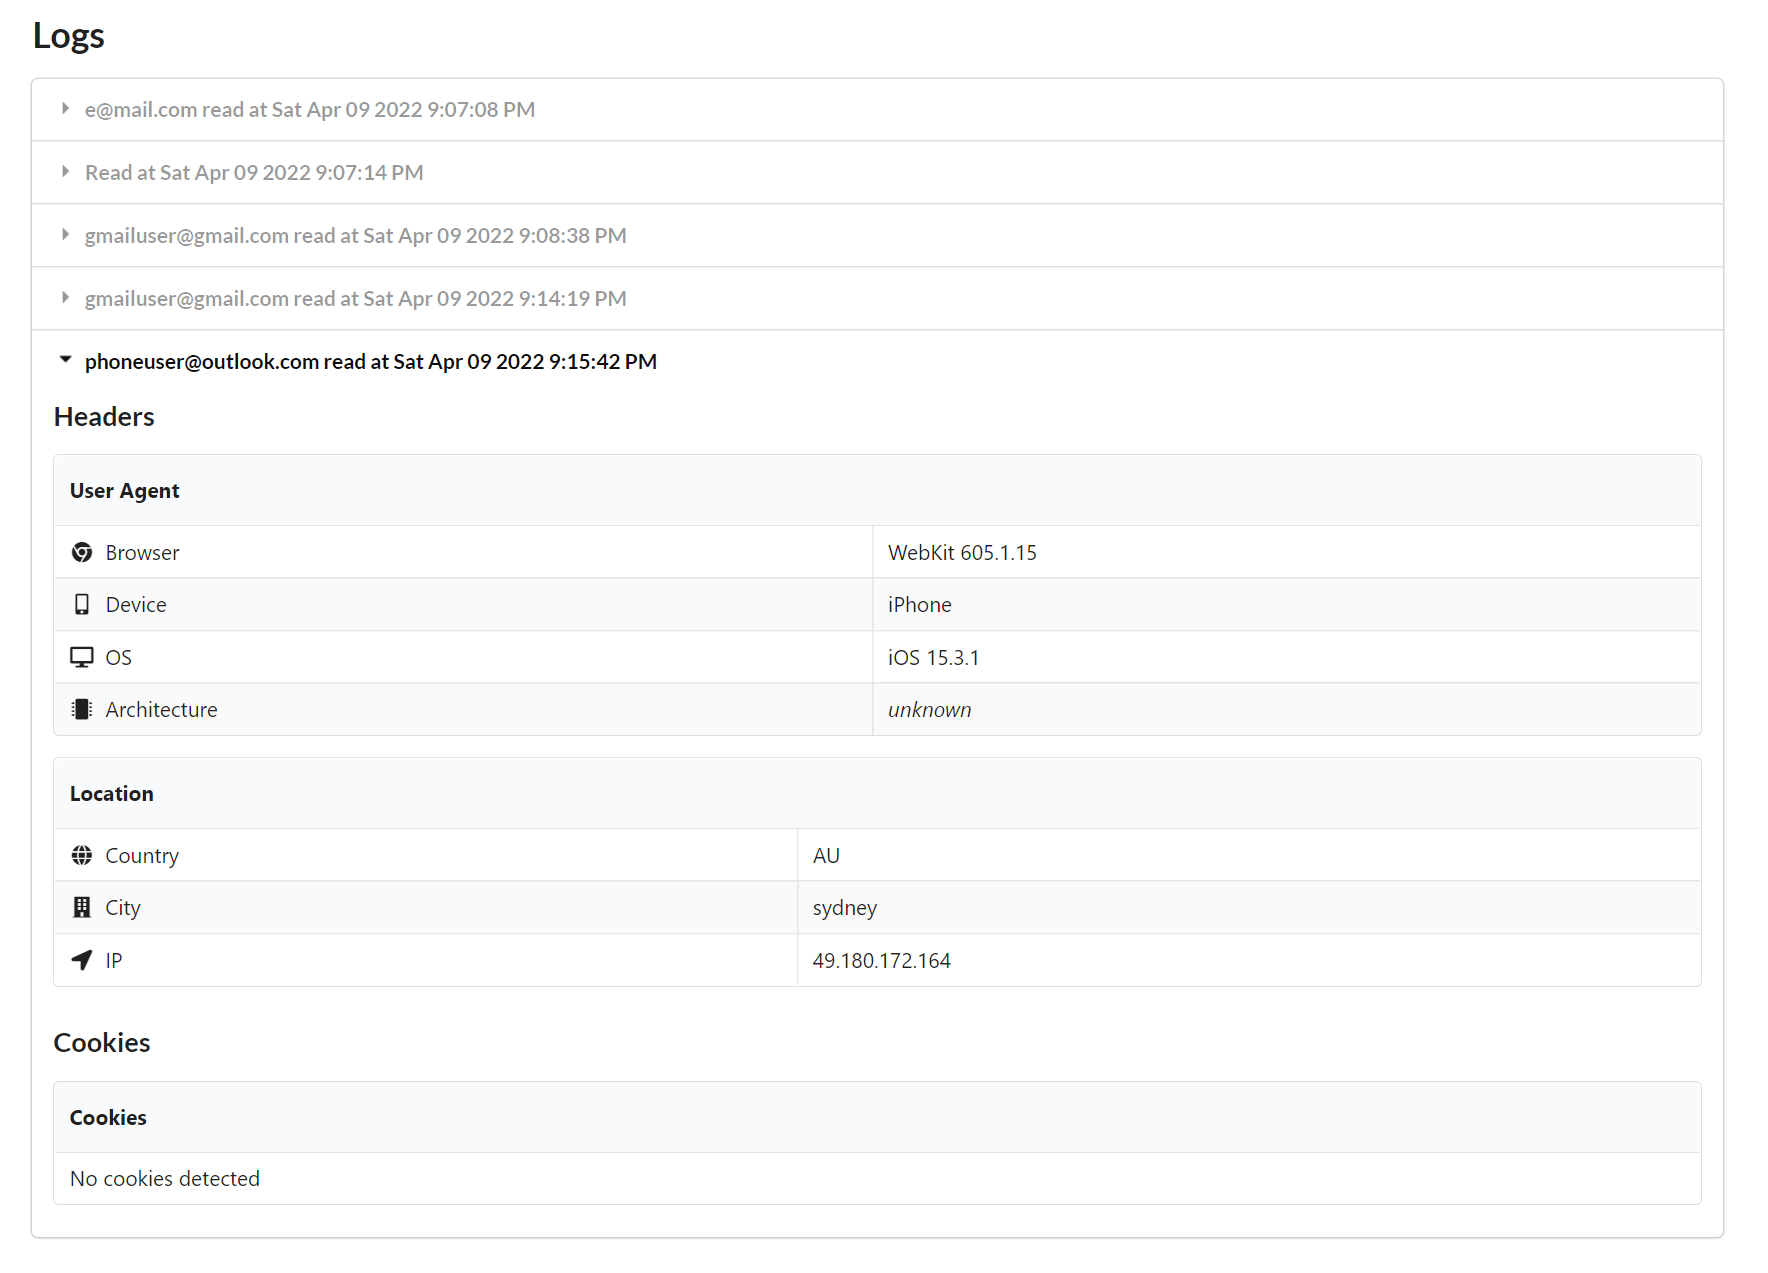 Logs
e@mail.com read at Sat Apr 09 2022 9:07:08 PM
Read at Sat Apr 09 2022 9:07:14 PM
gmailuser@gmail.com read at Sat Apr 09 2022 9:08:38 PM
gmailuser@gmail.com read at Sat Apr 09 2022 9:14:19 PM
phoneuser@outlook.com read at Sat Apr 09 2022 9:15:42 PM
Headers
User Agent
Browser WebKit 605.1.15
Device iPhone
OS iOS 15.3.1
Architecture unknown
Location
Country AU
City sydney
IP 49.180.172.164
Cookies
Cookies
No cookies detected